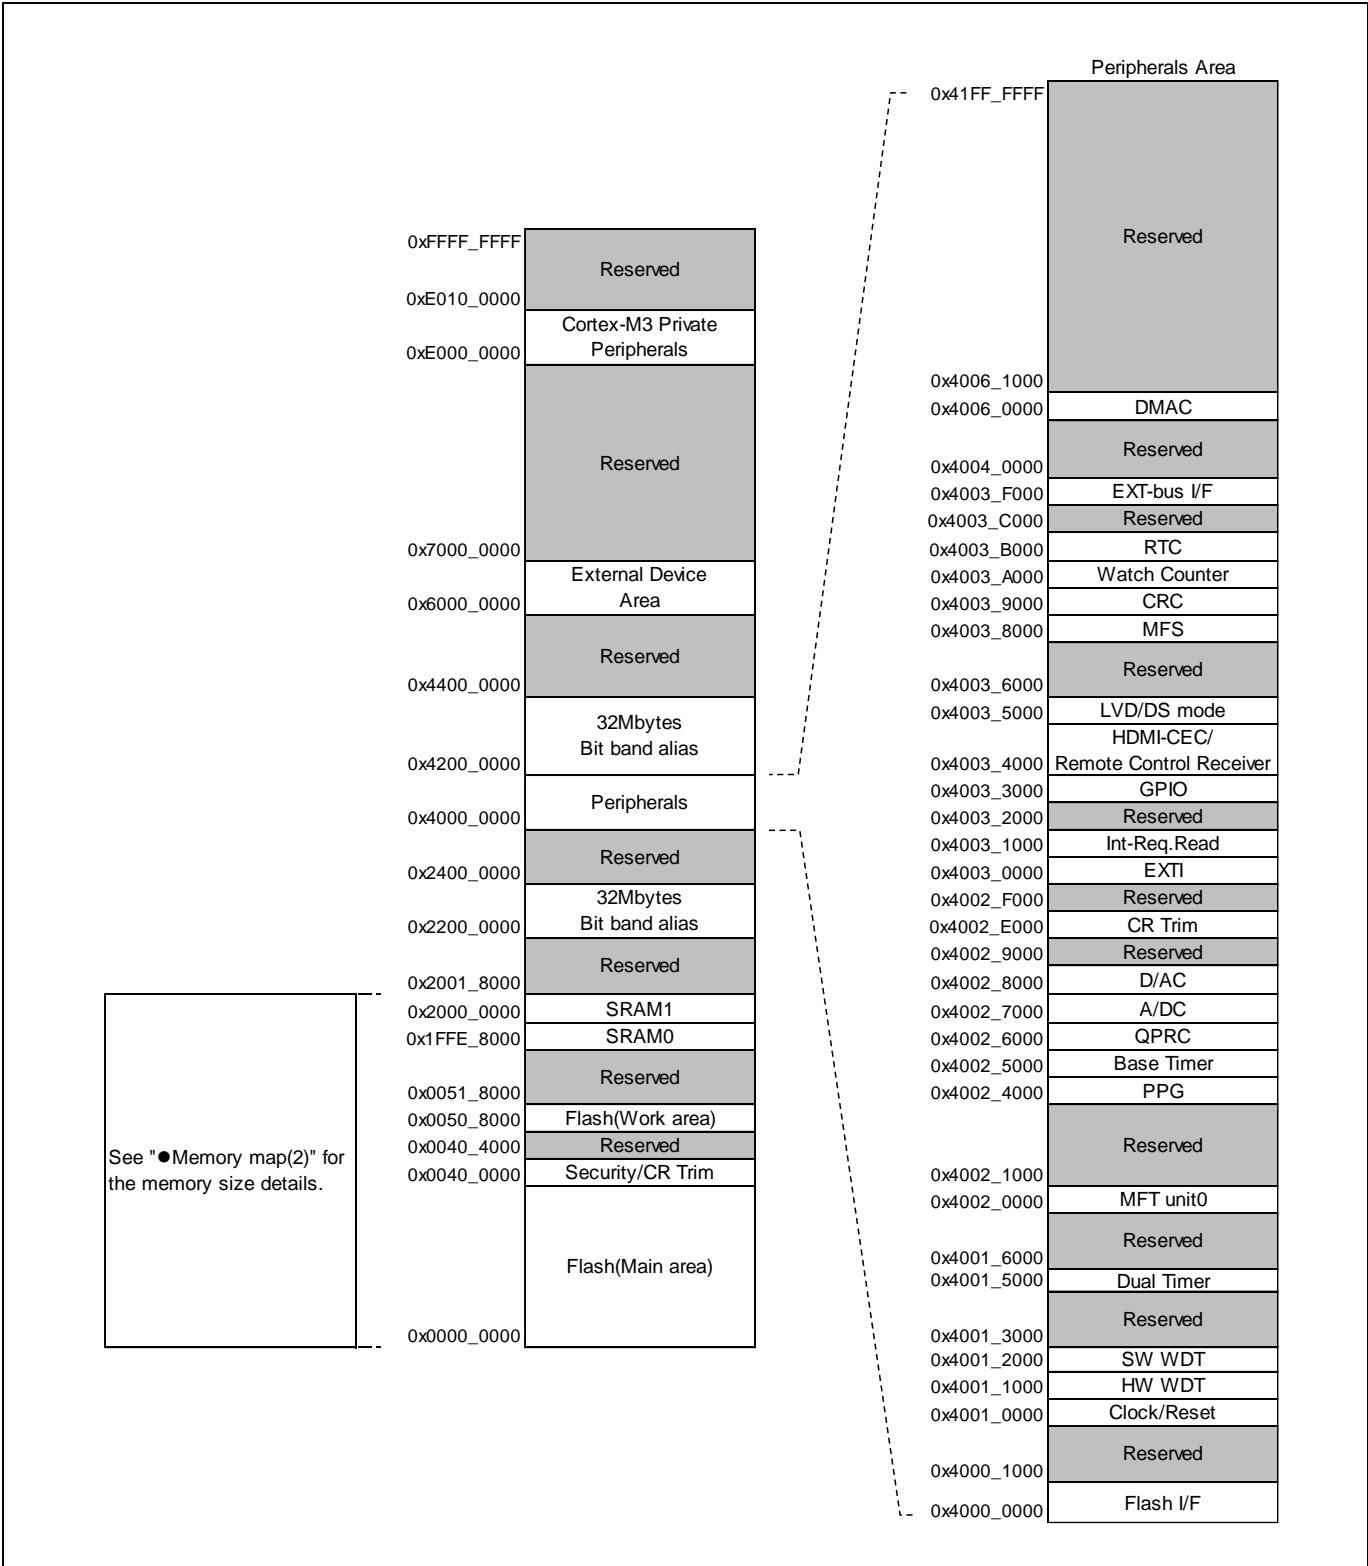 Peripherals Area
0x41FF_FFFF
Reserved
0x4006_1000
0x4006_0000 DMAC
Reserved
0x4004_0000
0x4003_F000 EXT-bus I/F
0x4003_C000 Reserved
0x4003_B000 RTC
0x4003_A000 Watch Counter
0x4003_9000 CRC
0x4003_8000 MFS
Reserved
0x4003_6000
0x4003_5000 LVD/DS mode
HDMI-CEC/
0x4003_4000 Remote Control Receiver
0x4003_3000 GPIO
0x4003_2000 Reserved
0x4003_1000 Int-Req.Read
0x4003_0000 EXTI
0x4002_F000 Reserved
0x4002_E000 CR Trim
0x4002_9000 Reserved
0x4002_8000 D/AC
0x4002_7000 A/DC
0x4002_6000 QPRC
0x4002_5000 Base Timer
0x4002_4000 PPG
Reserved
0x4002_1000
0x4002_0000 MFT unit0
Reserved
0x4001_6000
0x4001_5000 Dual Timer
Reserved
0x4001_3000
0x4001_2000 SW WDT
0x4001_1000 HW WDT
0x4001_0000 Clock/Reset
Reserved
0x4000_1000
0x4000_0000 Flash I/F
0xFFFF_FFFF
Reserved
0xE010_0000
Cortex-M3 Private
0xE000_0000 Peripherals
Reserved
0x7000_0000
External Device
0x6000_0000 Area
Reserved
0x4400_0000
32Mbytes
Bit band alias
0x4200_0000
Peripherals
0x4000_0000
Reserved
0x2400_0000
32Mbytes
0x2200_0000 Bit band alias
Reserved
0x2001_8000
0x2000_0000 SRAM1
0x1FFE_8000 SRAM0
Reserved
0x0051_8000
0x0050_8000 Flash(Work area)
0x0040_4000 Reserved
0x0040_0000 Security/CR Trim
Flash(Main area)
0x0000_0000
See "●Memory map(2)" for
the memory size details.